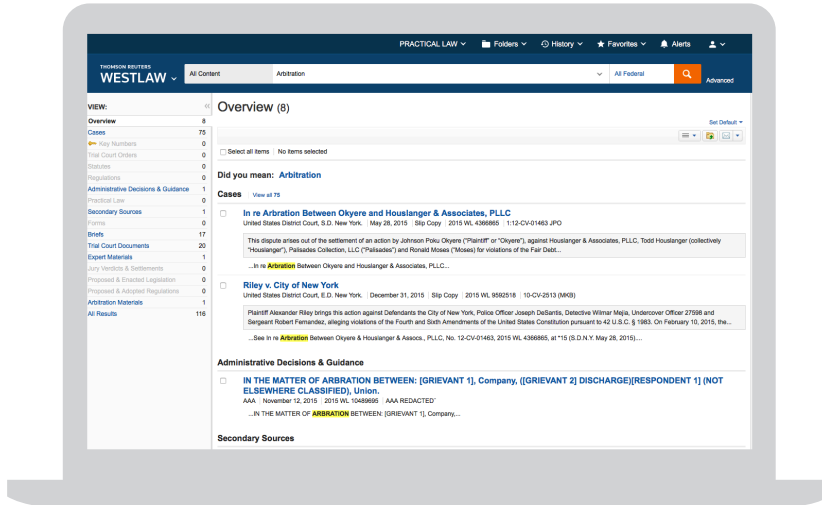 PRACTICAL LAW Folders History Favorites Alerts
THOMSON REUTERS
WESTLAW
All Content Arbitration All Federal Advanced
VIEW:
Overview 8
Cases 75
Key Numbers 0
Trial Court Orders 0
Statutes 0
Regulations 0
Administrative Decisions & Guidance 1
Practical Law 0
Secondary Sources 1
Forms 0
Briefs 17
Trial Court Documents 20
Expert Materials 1
Jury Verdicts & Settlements 0
Proposed & Enacted Legislation 0
Proposed & Adopted Regulations 0
Arbitration Materials 1
All Results 116
Overview (8)
Set Default
Select all items No items selected
Did you mean: Arbitration
Cases View all 75
In re Arbration Between Okyere and Houslanger & Associates, PLLC
United States District Court, S.D. New York. May 28, 2015 Slip Copy 2015 WL 4366865 1:12-CV-01463 JPO
This dispute arises out of the settlement of an action by Johnson Poku Okyere ("Plaintiff" or "Okyere"), against Houslanger & Associates, PLLC, Todd Houslanger (collectively
"Houslanger"), Palisades Collection, LLC ("Palisades") and Ronald Moses ("Moses) for violations of the Fair Debt...
...In re Arbration Between Okyere and Houslanger & Associates, PLLC...
Riley v. City of New York
United States District Court, E.D. New York. December 31, 2015 Slip Copy 2015 WL 9592518 10-CV-2513 (MKB)
Plaintiff Alexander Riley brings this action against Defendants the City of New York, Police Officer Joseph DeSantis, Detective Wilmar Mejia, Undercover Officer 27598 and
Sergeant Robert Fernandez, alleging violations of the Fourth and Sixth Amendments of the United States Constitution pursuant to 42 U.S.C. § 1983. On February 10, 2015, the...
...See In re Arbration Between Okyere & Houslanger & Assocs., PLLC, No. 12-CV-01463, 2015 WL 4366865, at *15 (S.D.N.Y. May 28, 2015)....
Administrative Decisions & Guidance
IN THE MATTER OF ARBRATION BETWEEN: [GRIEVANT 1], Company, ([GRIEVANT 2] DISCHARGE)[RESPONDENT 1] (NOT
ELSEWHERE CLASSIFIED), Union.
AAA November 12, 2015 2015 WL 10489695 AAA REDACTED
...IN THE MATTER OF ARBRATION BETWEEN: [GRIEVANT 1], Company,...
Secondary Sources